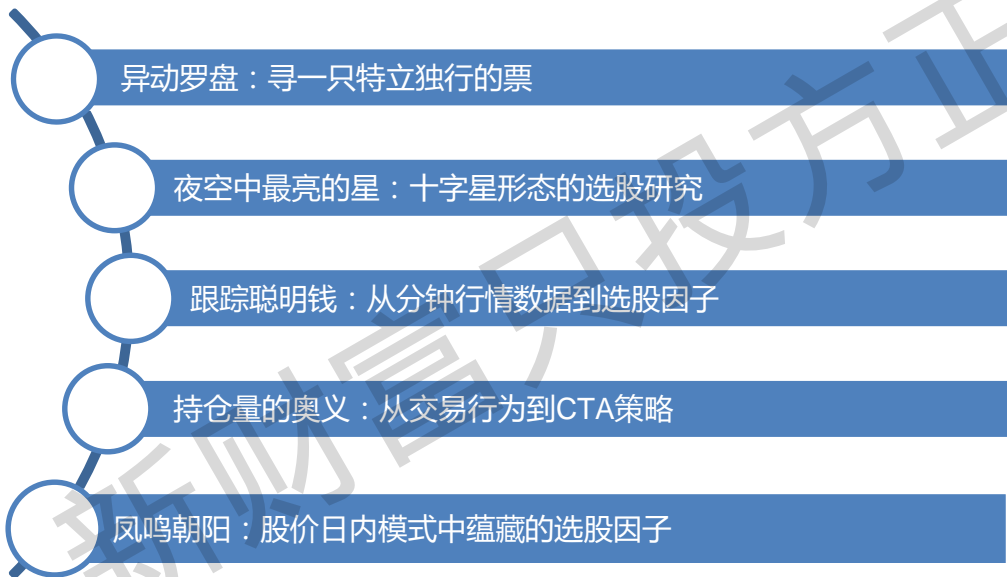 异动罗盘：寻一只特立独行的票
夜空中最亮的星：十字星形态的选股研究
跟踪聪明钱：从分钟行情数据到选股因子
持仓量的奥义：从交易行为到CTA策略
凤鸣朝阳：股价日内模式中蕴藏的选股因子
新财富只投方正